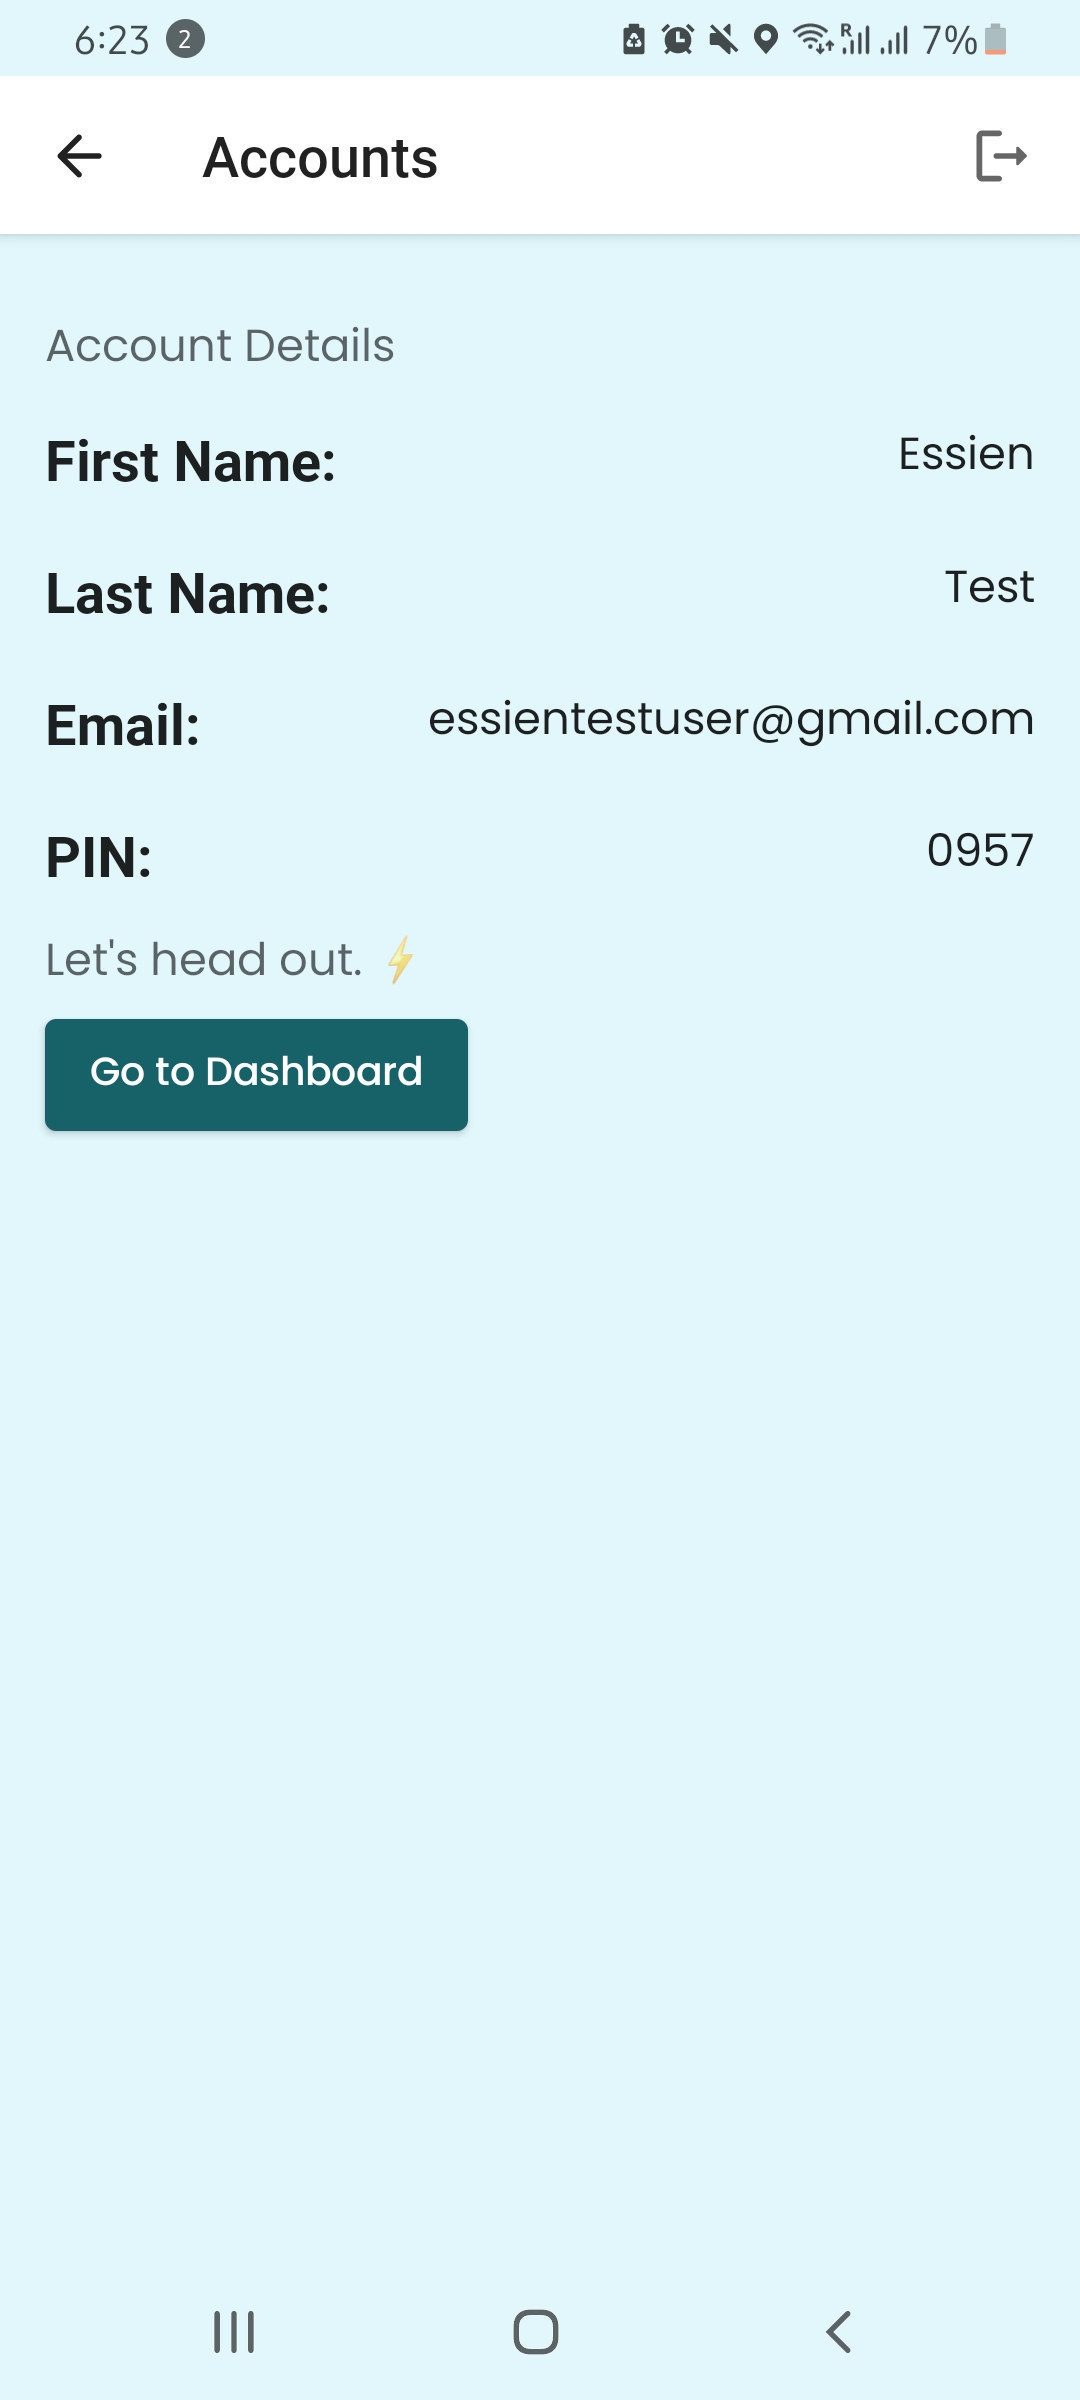 6:23 2 R 7%
Accounts
Account Details
First Name: Essien
Last Name: Test
Email: essientestuser@gmail.com
PIN: 0957
Let's head out. ⚡
Go to Dashboard